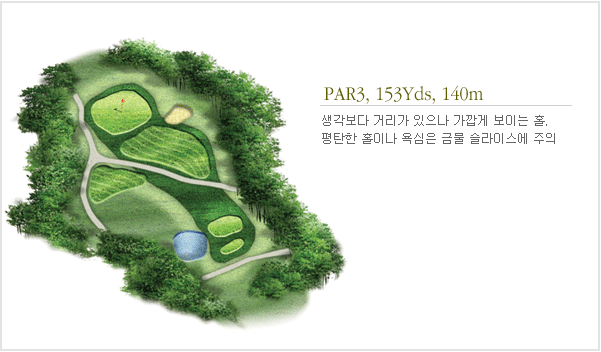 PAR3, 153Yds, 140m
생각보다 거리가 있으나 가깝게 보이는 홀.
평탄한 홀이나 욕심은 금물 슬라이스에 주의